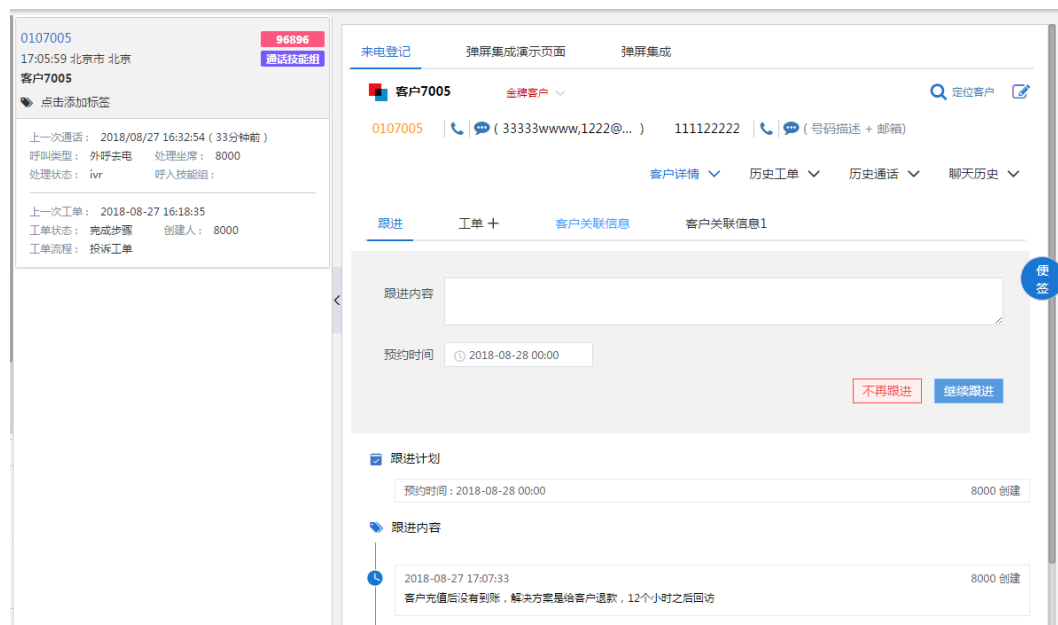 0107005 96896
17:05:59 北京市 北京 通话技能组
客户7005
点击添加标签
上一次通话： 2018/08/27 16:32:54 ( 33分钟前 )
呼叫类型： 外呼去电 处理坐席： 8000
处理状态： ivr 呼入技能组：
上一次工单： 2018-08-27 16:18:35
工单状态： 完成步骤 创建人： 8000
工单流程： 投诉工单
来电登记 弹屏集成演示页面 弹屏集成
客户7005 金牌客户 定位客户
0107005 ( 33333wwww,1222@... ) 111122222 ( 号码描述 + 邮箱)
客户详情 历史工单 历史通话 聊天历史
跟进 工单 + 客户关联信息 客户关联信息1
便签
跟进内容
预约时间 2018-08-28 00:00
不再跟进 继续跟进
跟进计划
预约时间 : 2018-08-28 00:00 8000 创建
跟进内容
2018-08-27 17:07:33 8000 创建
客户充值后没有到账，解决方案是给客户退款，12个小时之后回访